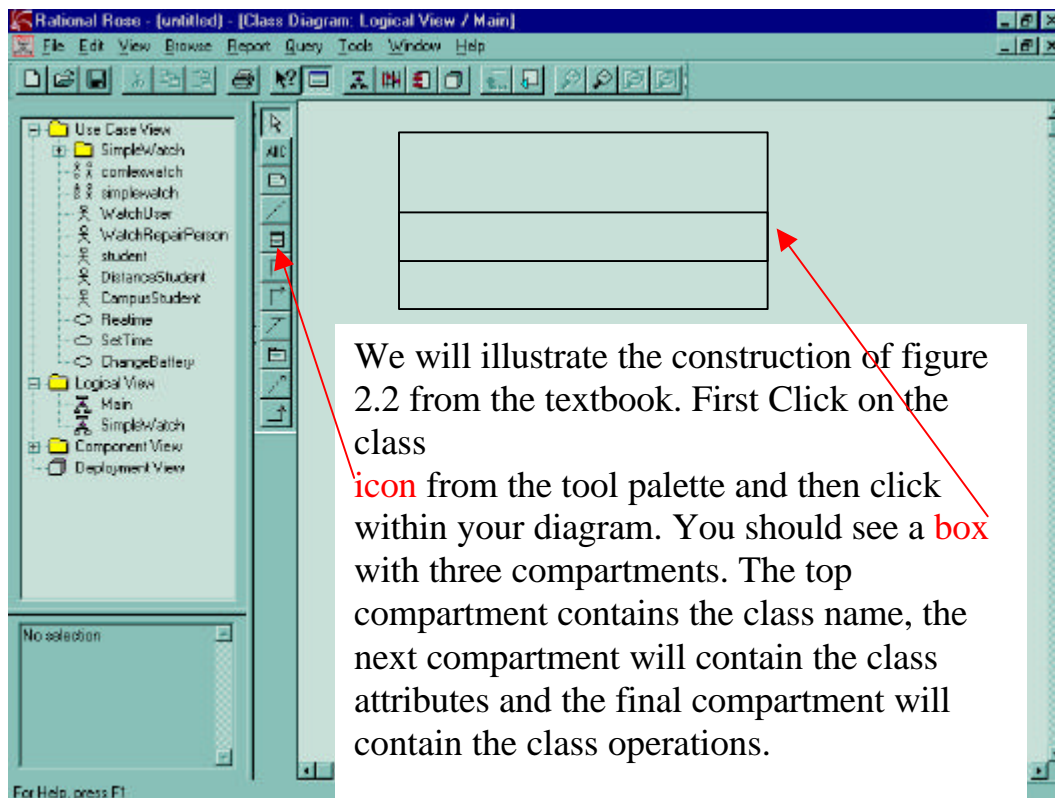 Rational Rose - (untitled) - [Class Diagram: Logical View / Main]
File Edit View Browse Report Query Tools Window Help
ABC
Use Case View
SimpleWatch
comlexwatch
simplewatch
WatchUser
WatchRepairPerson
student
DistanceStudent
CampusStudent
Reatime
SetTime
ChangeBattery
Logical View
Main
SimpleWatch
Component View
Deployment View
We will illustrate the construction of figure
2.2 from the textbook. First Click on the
class
icon from the tool palette and then click
within your diagram. You should see a box
with three compartments. The top
compartment contains the class name, the
next compartment will contain the class
attributes and the final compartment will
contain the class operations.
No selection
For Help, press F1